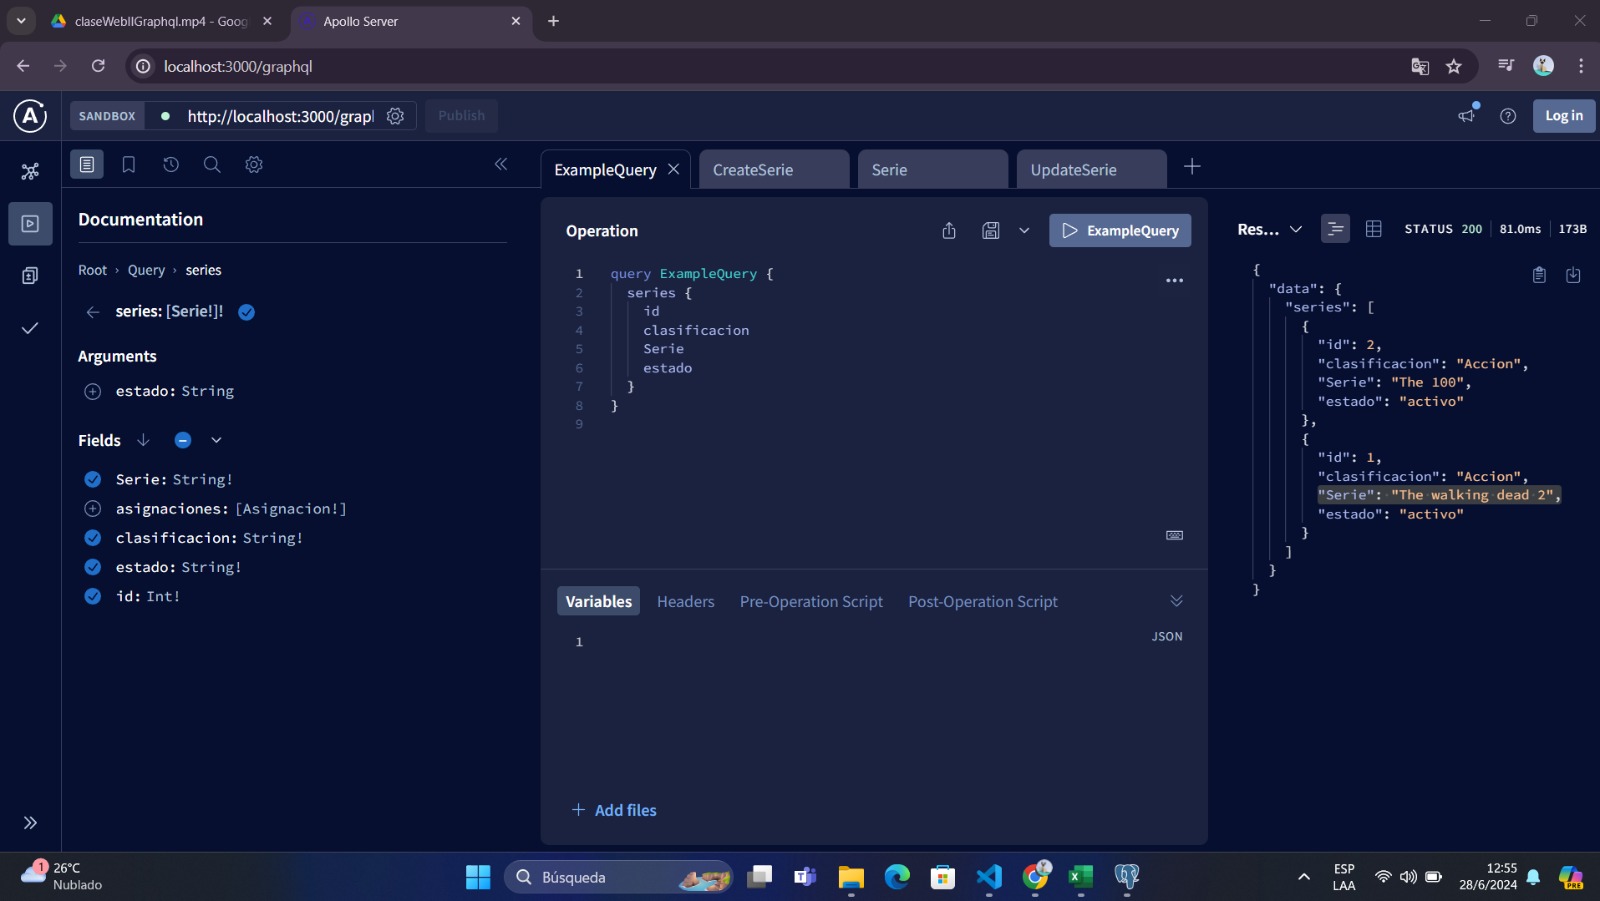 claseWebIIGraphql.mp4 - Goog
Apollo Server
localhost:3000/graphql
SANDBOX
http://localhost:3000/grapl
Publish
Log in
Documentation
Root › Query › series
series: [Serie!]!
Arguments
estado: String
Fields
Serie: String!
asignaciones: [Asignacion!]
clasificacion: String!
estado: String!
id: Int!
ExampleQuery
CreateSerie
Serie
UpdateSerie
Operation
ExampleQuery
1 query ExampleQuery {
2 series {
3 id
4 clasificacion
5 Serie
6 estado
7 }
8 }
9
Variables
Headers
Pre-Operation Script
Post-Operation Script
1
JSON
Add files
Res...
STATUS 200
81.0ms
173B
{
"data": {
"series": [
{
"id": 2,
"clasificacion": "Accion",
"Serie": "The 100",
"estado": "activo"
},
{
"id": 1,
"clasificacion": "Accion",
"Serie": "The walking dead 2",
"estado": "activo"
}
]
}
}
1
26°C
Nublado
Búsqueda
ESP
LAA
12:55
28/6/2024
PRE